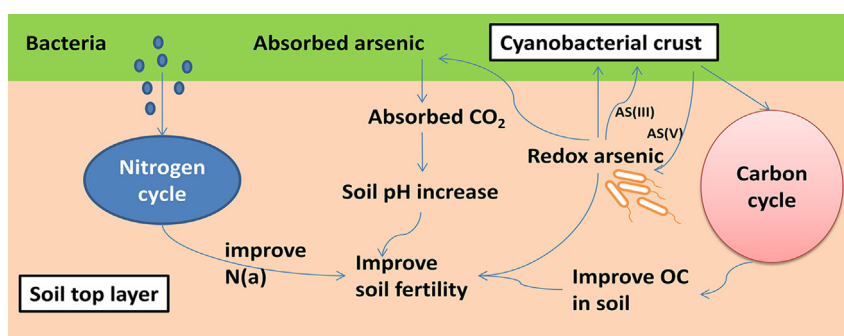 Bacteria
Absorbed arsenic
Cyanobacterial crust
Absorbed CO₂
AS(III)
AS(V)
Redox arsenic
Nitrogen
cycle
Soil pH increase
Carbon
cycle
improve
N(a)
Improve
soil fertility
Improve OC
in soil
Soil top layer